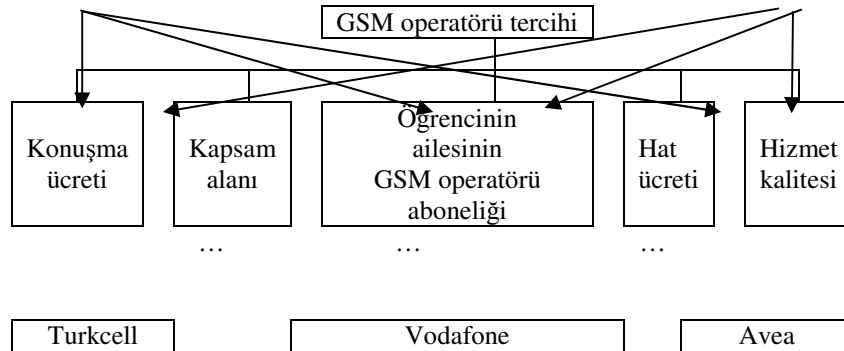 GSM operatörü tercihi
Konuşma
ücreti
Kapsam
alanı
Öğrencinin
ailesinin
GSM operatörü
aboneliği
Hat
ücreti
Hizmet
kalitesi
… … …
Turkcell Vodafone Avea